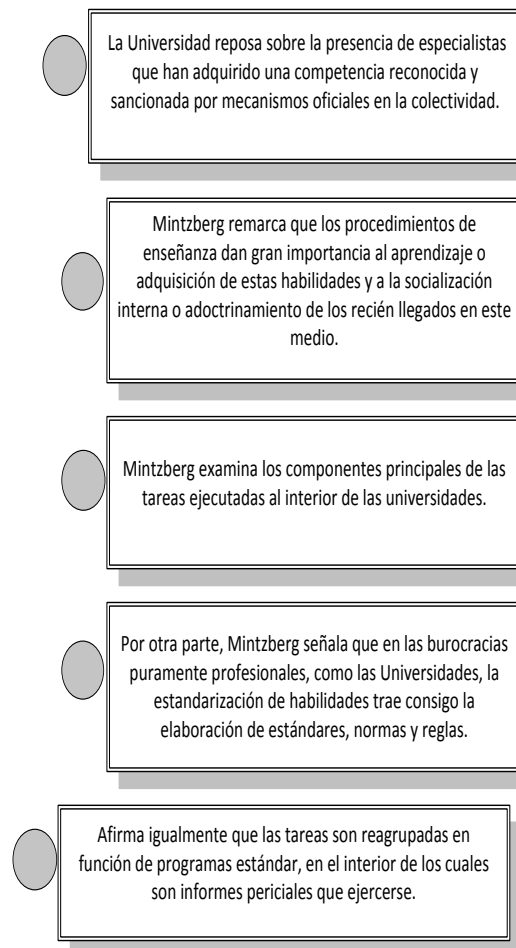 La Universidad reposa sobre la presencia de especialistas
que han adquirido una competencia reconocida y
sancionada por mecanismos oficiales en la colectividad.
Mintzberg remarca que los procedimientos de
enseñanza dan gran importancia al aprendizaje o
adquisición de estas habilidades y a la socialización
interna o adoctrinamiento de los recién llegados en este
medio.
Mintzberg examina los componentes principales de las
tareas ejecutadas al interior de las universidades.
Por otra parte, Mintzberg señala que en las burocracias
puramente profesionales, como las Universidades, la
estandarización de habilidades trae consigo la
elaboración de estándares, normas y reglas.
Afirma igualmente que las tareas son reagrupadas en
función de programas estándar, en el interior de los cuales
son informes periciales que ejercerse.